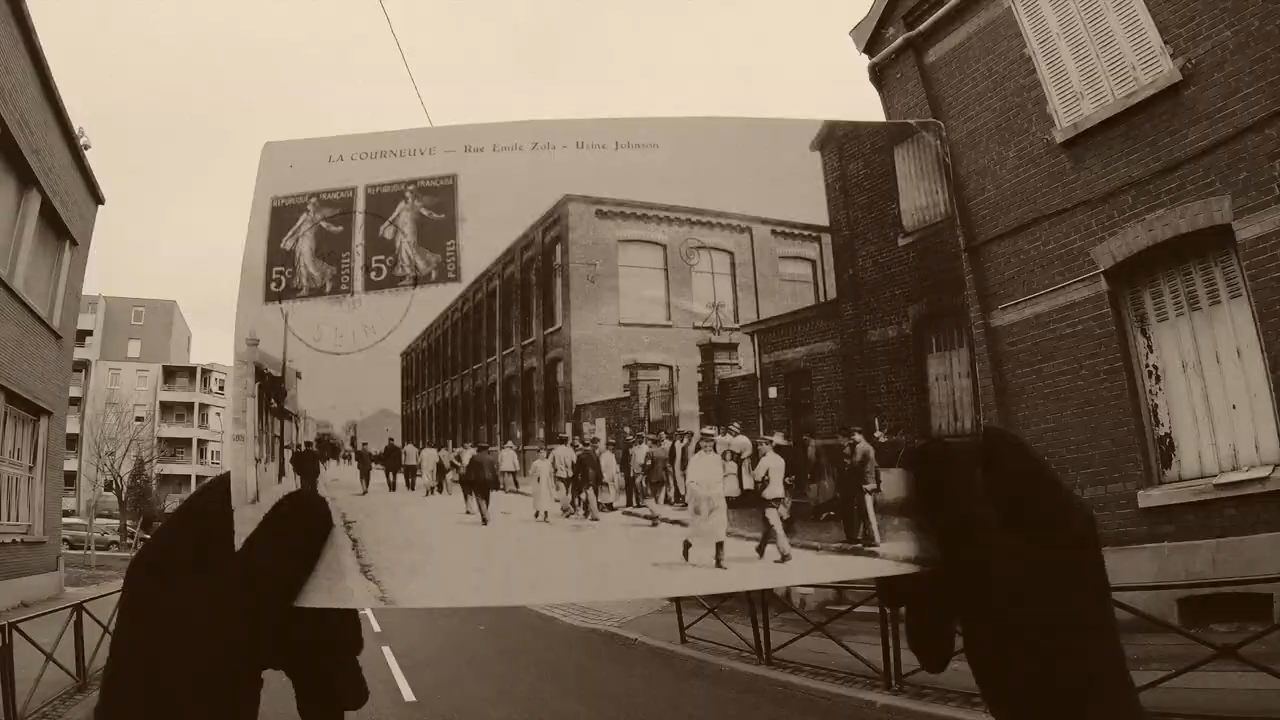 LA COURNEUVE — Rue Emile Zola - Usine Johnson
REPUBLIQUE FRANÇAISE
5c POSTES
REPUBLIQUE FRANÇAISE
5c POSTES